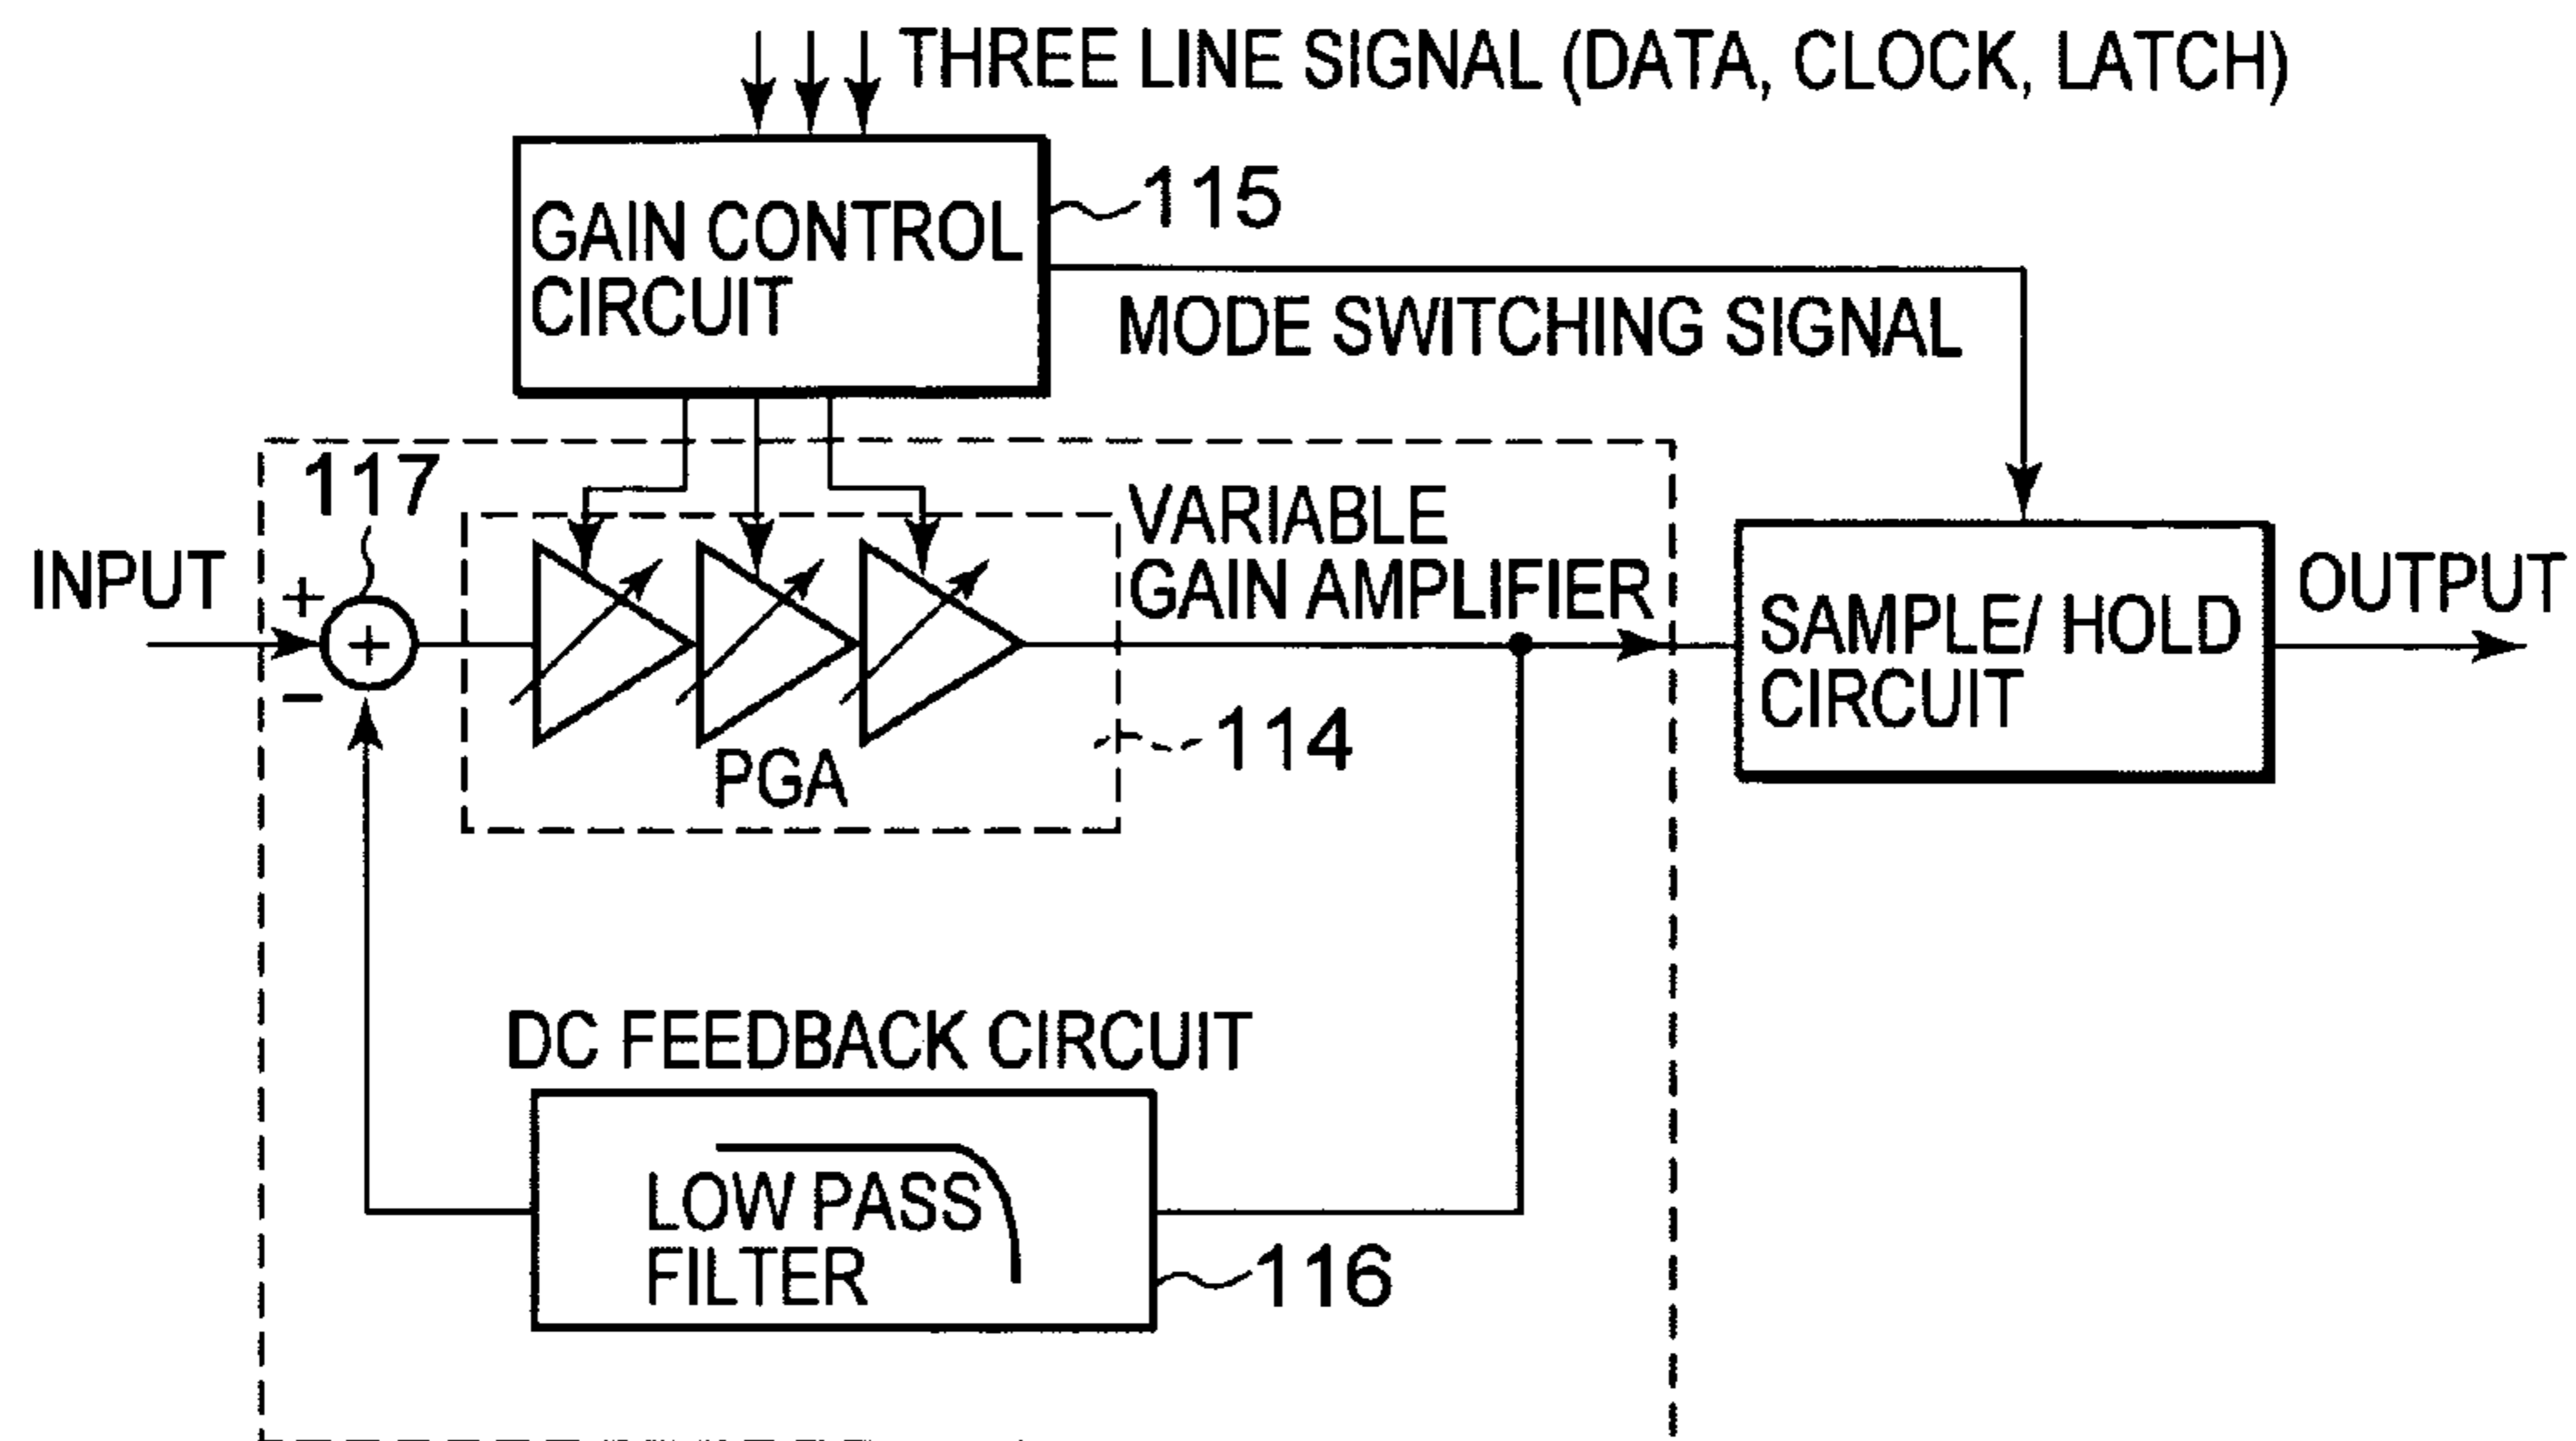 THREE LINE SIGNAL (DATA, CLOCK, LATCH)
115
GAIN CONTROL
CIRCUIT
MODE SWITCHING SIGNAL
117
VARIABLE
GAIN AMPLIFIER
INPUT
+
+
−
PGA
114
SAMPLE/ HOLD
CIRCUIT
OUTPUT
DC FEEDBACK CIRCUIT
LOW PASS
FILTER
116